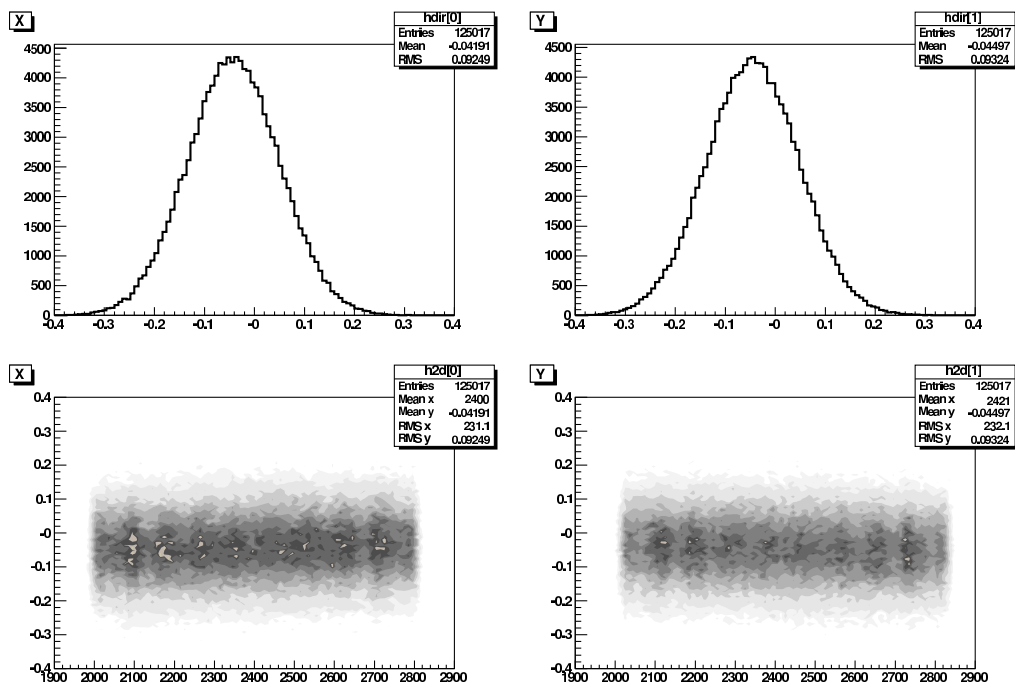 X
hdir[0]
Entries 125017
Mean -0.04191
RMS 0.09249
4500
4000
3500
3000
2500
2000
1500
1000
500
0
-0.4 -0.3 -0.2 -0.1 -0 0.1 0.2 0.3 0.4
Y
hdir[1]
Entries 125017
Mean -0.04497
RMS 0.09324
4500
4000
3500
3000
2500
2000
1500
1000
500
0
-0.4 -0.3 -0.2 -0.1 -0 0.1 0.2 0.3 0.4
X
h2d[0]
Entries 125017
Mean x 2400
Mean y -0.04191
RMS x 231.1
RMS y 0.09249
0.4
0.3
0.2
0.1
-0
-0.1
-0.2
-0.3
-0.4
1900 2000 2100 2200 2300 2400 2500 2600 2700 2800 2900
Y
h2d[1]
Entries 125017
Mean x 2421
Mean y -0.04497
RMS x 232.1
RMS y 0.09324
0.4
0.3
0.2
0.1
-0
-0.1
-0.2
-0.3
-0.4
1900 2000 2100 2200 2300 2400 2500 2600 2700 2800 2900